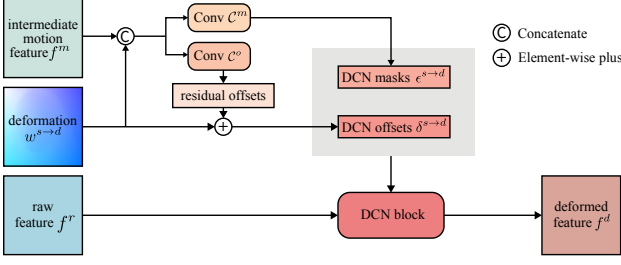 intermediate
motion
feature f^m
deformation
w^{s→d}
raw
feature f^r
C
Conv C^m
Conv C^o
residual offsets
+
DCN masks ϵ^{s→d}
DCN offsets δ^{s→d}
DCN block
deformed
feature f^d
C Concatenate
+ Element-wise plus